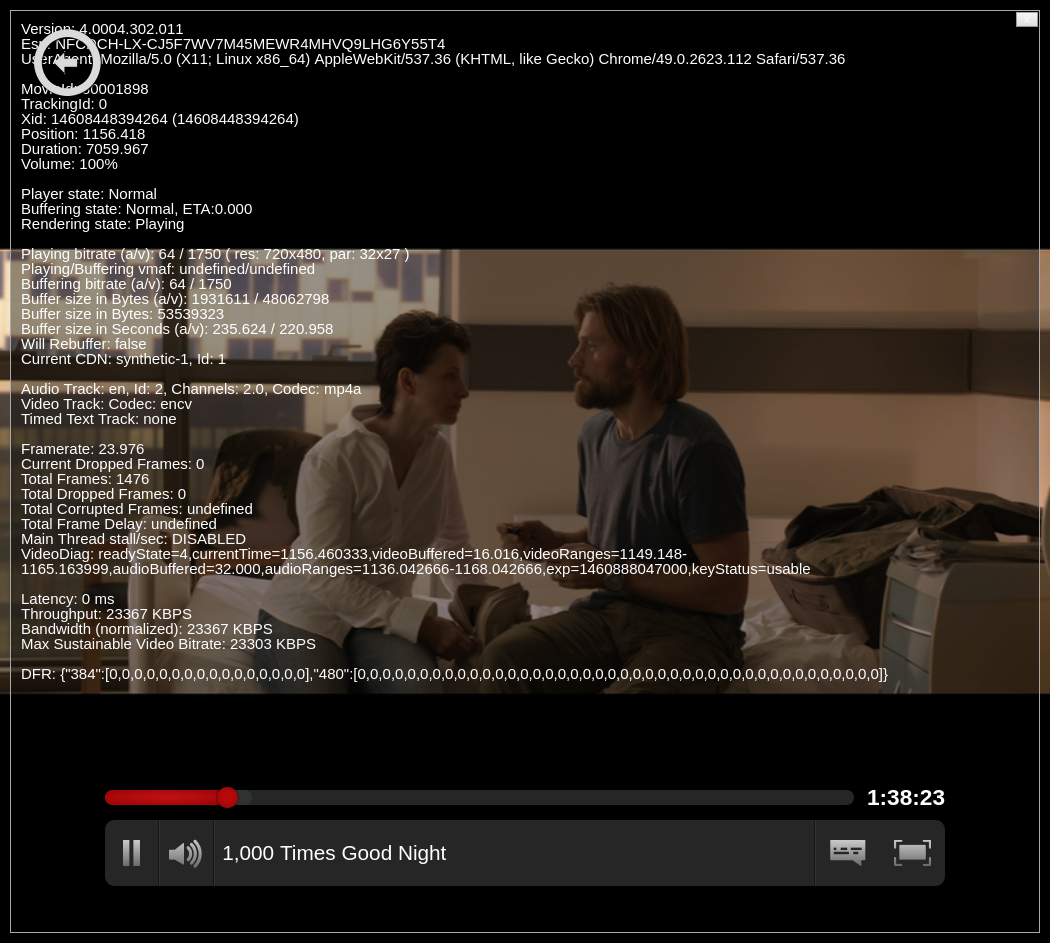 Version: 4.0004.302.011
Esn: NFCDCH-LX-CJ5F7WV7M45MEWR4MHVQ9LHG6Y55T4
UserAgent: Mozilla/5.0 (X11; Linux x86_64) AppleWebKit/537.36 (KHTML, like Gecko) Chrome/49.0.2623.112 Safari/537.36
MovieId: 80001898
TrackingId: 0
Xid: 14608448394264 (14608448394264)
Position: 1156.418
Duration: 7059.967
Volume: 100%
Player state: Normal
Buffering state: Normal, ETA:0.000
Rendering state: Playing
Playing bitrate (a/v): 64 / 1750 ( res: 720x480, par: 32x27 )
Playing/Buffering vmaf: undefined/undefined
Buffering bitrate (a/v): 64 / 1750
Buffer size in Bytes (a/v): 1931611 / 48062798
Buffer size in Bytes: 53539323
Buffer size in Seconds (a/v): 235.624 / 220.958
Will Rebuffer: false
Current CDN: synthetic-1, Id: 1
Audio Track: en, Id: 2, Channels: 2.0, Codec: mp4a
Video Track: Codec: encv
Timed Text Track: none
Framerate: 23.976
Current Dropped Frames: 0
Total Frames: 1476
Total Dropped Frames: 0
Total Corrupted Frames: undefined
Total Frame Delay: undefined
Main Thread stall/sec: DISABLED
VideoDiag: readyState=4,currentTime=1156.460333,videoBuffered=16.016,videoRanges=1149.148-
1165.163999,audioBuffered=32.000,audioRanges=1136.042666-1168.042666,exp=1460888047000,keyStatus=usable
Latency: 0 ms
Throughput: 23367 KBPS
Bandwidth (normalized): 23367 KBPS
Max Sustainable Video Bitrate: 23303 KBPS
DFR: {"384":[0,0,0,0,0,0,0,0,0,0,0,0,0,0,0,0],"480":[0,0,0,0,0,0,0,0,0,0,0,0,0,0,0,0,0,0,0,0,0,0,0,0,0,0,0,0,0,0,0,0,0,0,0,0,0,0,0,0,0,0]}
1:38:23
1,000 Times Good Night